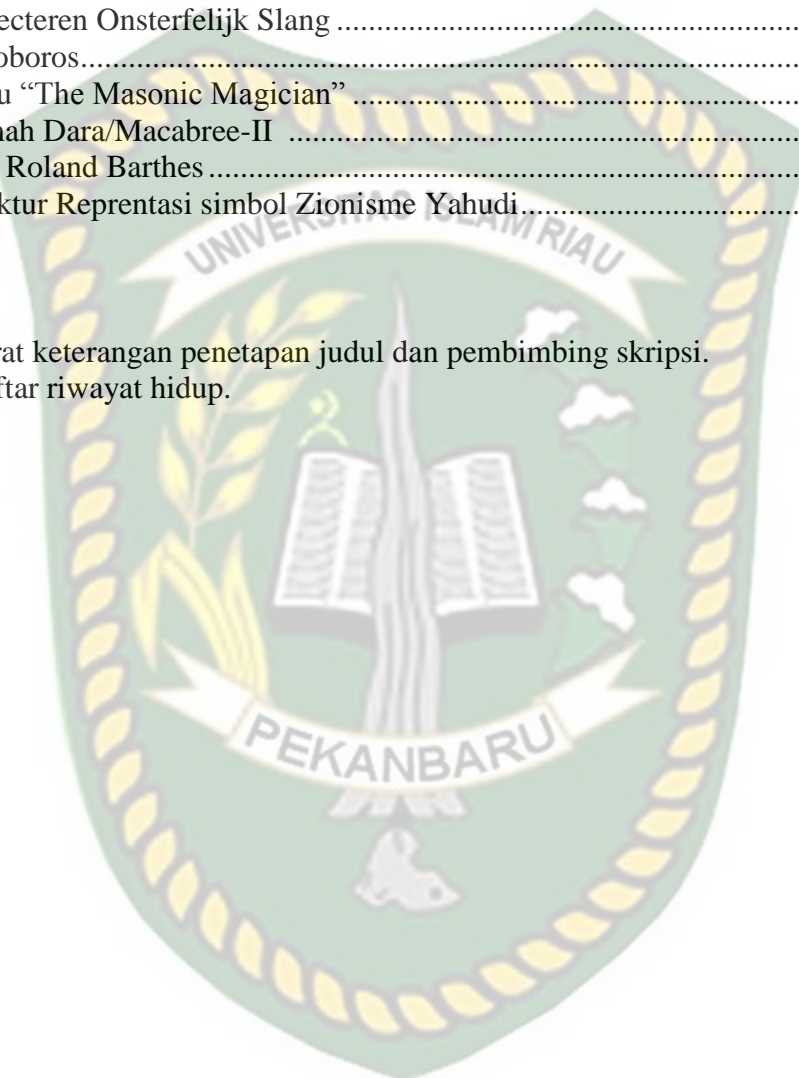 ecteren Onsterfelijk Slang ........................................................
oboros.......................................................................................
u “The Masonic Magician” ......................................................
nah Dara/Macabree-II ..............................................................
Roland Barthes ..........................................................................
ktur Reprentasi simbol Zionisme Yahudi..................................
UNIVERSITAS ISLAM RIAU
rat keterangan penetapan judul dan pembimbing skripsi.
ftar riwayat hidup.
PEKANBARU